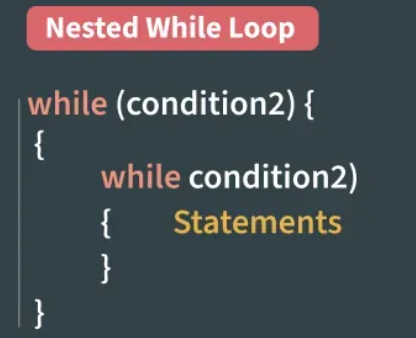 Nested While Loop
while (condition2) {
{
while condition2)
{ Statements
}
}